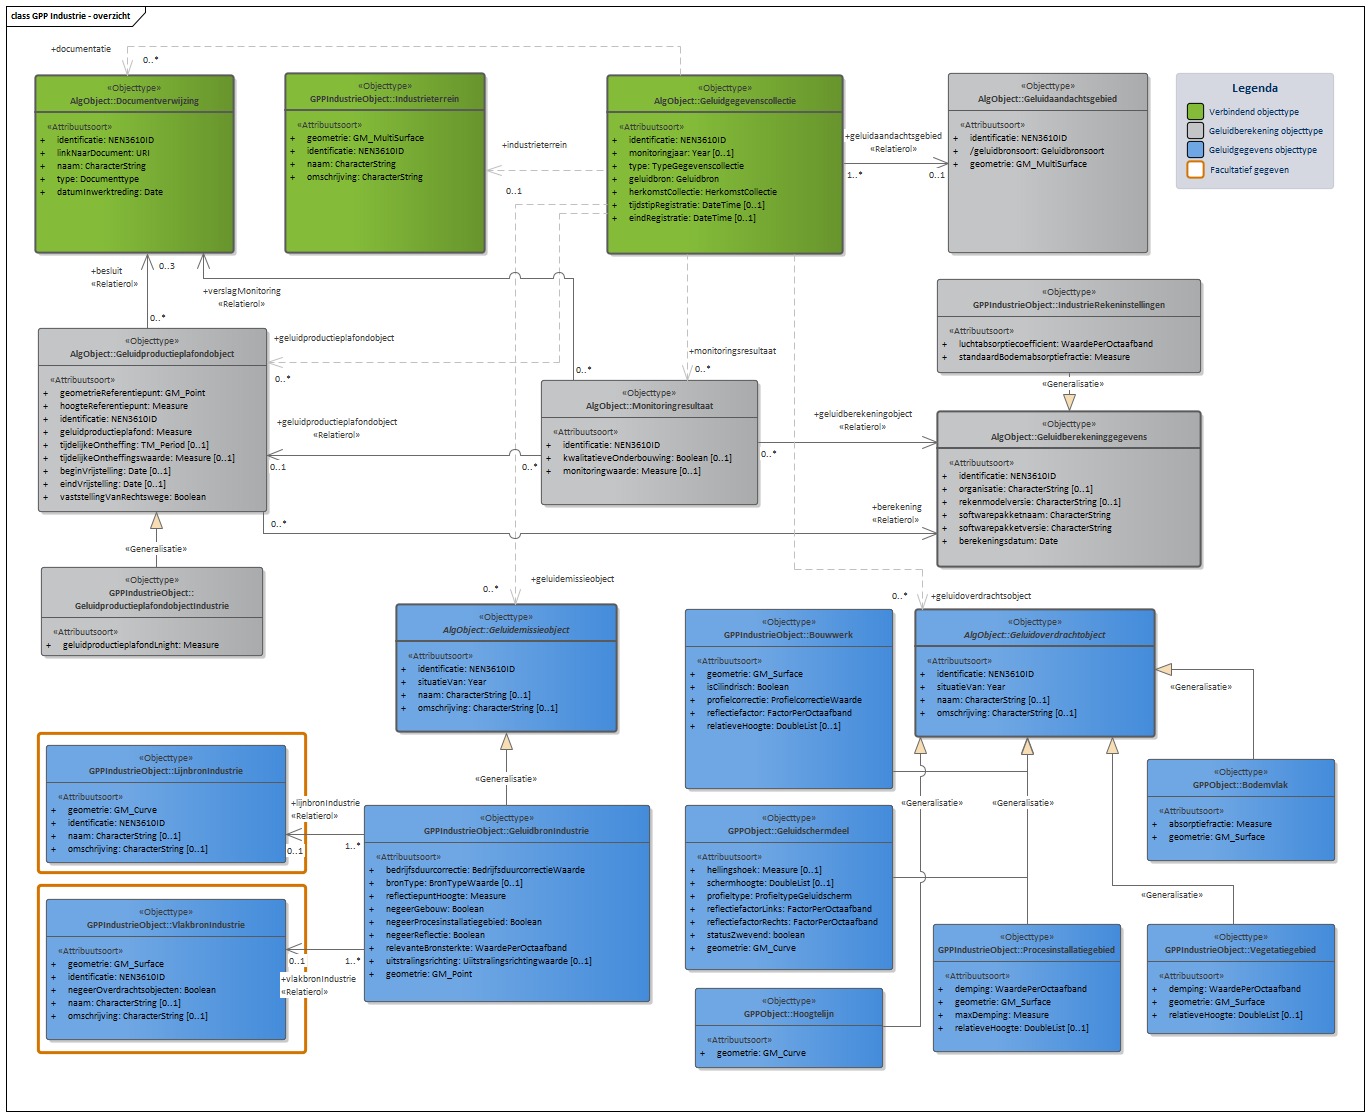 class GPP Industrie - overzicht
+documentatie
0..*
«Objecttype»
AlgObject::Documentverwijzing
«Attribuutsoort»
+ identificatie: NEN3610ID
+ linkNaarDocument: URI
+ naam: CharacterString
+ type: Documenttype
+ datumInwerktreding: Date
«Objecttype»
GPPIndustrieObject::Industrieterrein
«Attribuutsoort»
+ geometrie: GM_MultiSurface
+ identificatie: NEN3610ID
+ naam: CharacterString
+ omschrijving: CharacterString
+industrieterrein
0..1
«Objecttype»
AlgObject::Geluidgegevenscollectie
«Attribuutsoort»
+ identificatie: NEN3610ID
+ monitoringjaar: Year [0..1]
+ type: TypeGegevenscollectie
+ geluidbron: Geluidbron
+ herkomstCollectie: HerkomstCollectie
+ tijdstipRegistratie: DateTime [0..1]
+ eindRegistratie: DateTime [0..1]
+geluidaandachtsgebied
«Relatierol»
1..*
0..1
«Objecttype»
AlgObject::Geluidaandachtsgebied
«Attribuutsoort»
+ identificatie: NEN3610ID
+ /geluidbronsoort: Geluidbronsoort
+ geometrie: GM_MultiSurface
Legenda
Verbindend objecttype
Geluidberekening objecttype
Geluidgegevens objecttype
Facultatief gegeven
+besluit
«Relatierol»
0..3
0..*
+verslagMonitoring
«Relatierol»
0..*
+geluidproductieplafondobject
0..*
+monitoringsresultaat
0..*
«Objecttype»
AlgObject::Geluidproductieplafondobject
«Attribuutsoort»
+ geometrieReferentiepunt: GM_Point
+ hoogteReferentiepunt: Measure
+ identificatie: NEN3610ID
+ geluidproductieplafond: Measure
+ tijdelijkeOntheffing: TM_Period [0..1]
+ tijdelijkeOntheffingswaarde: Measure [0..1]
+ beginVrijstelling: Date [0..1]
+ eindVrijstelling: Date [0..1]
+ vaststellingVanRechtswege: Boolean
+geluidproductieplafondobject
«Relatierol»
0..1
0..*
«Objecttype»
AlgObject::Monitoringresultaat
«Attribuutsoort»
+ identificatie: NEN3610ID
+ kwalitatieveOnderbouwing: Boolean [0..1]
+ monitoringwaarde: Measure [0..1]
+geluidberekeningobject
«Relatierol»
0..*
«Objecttype»
GPPIndustrieObject::IndustrieRekeninstellingen
«Attribuutsoort»
+ luchtabsorptiecoefficient: WaardePerOctaafband
+ standaardBodemabsorptiefractie: Measure
«Generalisatie»
«Objecttype»
AlgObject::Geluidberekeninggegevens
«Attribuutsoort»
+ identificatie: NEN3610ID
+ organisatie: CharacterString [0..1]
+ rekenmodelversie: CharacterString [0..1]
+ softwarepakketnaam: CharacterString
+ softwarepakketversie: CharacterString
+ berekeningsdatum: Date
0..*
+berekening
«Relatierol»
«Generalisatie»
«Objecttype»
GPPIndustrieObject::
GeluidproductieplafondobjectIndustrie
«Attribuutsoort»
+ geluidproductieplafondLnight: Measure
+geluidemissieobject
0..*
«Objecttype»
AlgObject::Geluidemissieobject
«Attribuutsoort»
+ identificatie: NEN3610ID
+ situatieVan: Year
+ naam: CharacterString [0..1]
+ omschrijving: CharacterString [0..1]
«Generalisatie»
«Objecttype»
GPPIndustrieObject::Bouwwerk
«Attribuutsoort»
+ geometrie: GM_Surface
+ isCilindrisch: Boolean
+ profielcorrectie: ProfielcorrectieWaarde
+ reflectiefactor: FactorPerOctaafband
+ relatieveHoogte: DoubleList [0..1]
0..*
+geluidoverdrachtsobject
«Objecttype»
AlgObject::Geluidoverdrachtobject
«Attribuutsoort»
+ identificatie: NEN3610ID
+ situatieVan: Year
+ naam: CharacterString [0..1]
+ omschrijving: CharacterString [0..1]
«Generalisatie»
«Generalisatie»
«Generalisatie»
«Generalisatie»
«Objecttype»
GPPObject::Bodemvlak
«Attribuutsoort»
+ absorptiefractie: Measure
+ geometrie: GM_Surface
«Objecttype»
GPPIndustrieObject::LijnbronIndustrie
«Attribuutsoort»
+ geometrie: GM_Curve
+ identificatie: NEN3610ID
+ naam: CharacterString [0..1]
+ omschrijving: CharacterString [0..1]
+lijnbronIndustrie
«Relatierol»
0..1
1..*
«Objecttype»
GPPIndustrieObject::GeluidbronIndustrie
«Attribuutsoort»
+ bedrijfsduurcorrectie: BedrijfsduurcorrectieWaarde
+ bronType: BronTypeWaarde [0..1]
+ reflectiepuntHoogte: Measure
+ negeerGebouw: Boolean
+ negeerProcesinstallatiegebied: Boolean
+ negeerReflectie: Boolean
+ relevanteBronsterkte: WaardePerOctaafband
+ uitstralingsrichting: Uiitstralingsrichtingwaarde [0..1]
+ geometrie: GM_Point
«Objecttype»
GPPIndustrieObject::VlakbronIndustrie
«Attribuutsoort»
+ geometrie: GM_Surface
+ identificatie: NEN3610ID
+ negeerOverdrachtsobjecten: Boolean
+ naam: CharacterString [0..1]
+ omschrijving: CharacterString [0..1]
0..1
1..*
+vlakbronIndustrie
«Relatierol»
«Objecttype»
GPPObject::Geluidschermdeel
«Attribuutsoort»
+ hellingshoek: Measure [0..1]
+ schermhoogte: DoubleList [0..1]
+ profieltype: ProfieltypeGeluidscherm
+ reflectiefactorLinks: FactorPerOctaafband
+ reflectiefactorRechts: FactorPerOctaafband
+ statusZwevend: boolean
+ geometrie: GM_Curve
«Objecttype»
GPPObject::Hoogtelijn
«Attribuutsoort»
+ geometrie: GM_Curve
«Objecttype»
GPPIndustrieObject::Procesinstallatiegebied
«Attribuutsoort»
+ demping: WaardePerOctaafband
+ geometrie: GM_Surface
+ maxDemping: Measure
+ relatieveHoogte: DoubleList [0..1]
«Objecttype»
GPPIndustrieObject::Vegetatiegebied
«Attribuutsoort»
+ demping: WaardePerOctaafband
+ geometrie: GM_Surface
+ relatieveHoogte: DoubleList [0..1]